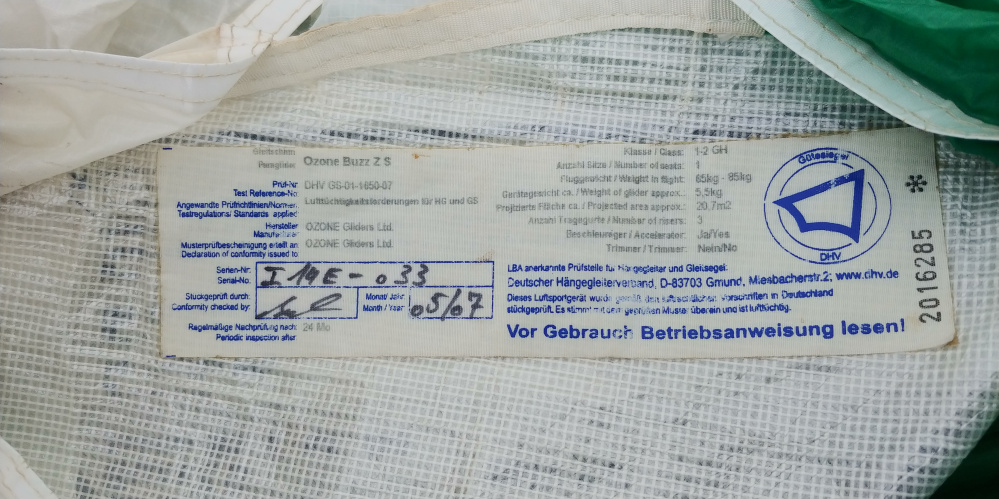 Gleitschirm
Paraglider Ozone Buzz Z S
Prüf-Nr DHV GS-01-1650-07
Test Reference-No
Angewandte Prüfrichtlinien/Normen Lufttüchtigkeitsforderungen für HG und GS
Testregulations/ Standards applied
Hersteller OZONE Gliders Ltd.
Manufacturer
Musterprüfbescheinigung erteilt an OZONE Gliders Ltd.
Declaration of conformity issued to
Serien-Nr. I14E-033
Serial-No.
Stückgeprüft durch: Monat/ Jahr 05/07
Conformity checked by: Month / Year
Regelmäßige Nachprüfung nach 24 Mo
Periodic inspection after
Klasse / Class: 1-2 GH
Anzahl Sitze / Number of seats: 1
Fluggewicht / Weight in flight: 65kg - 85kg
Gerätegewicht ca. / Weight of glider approx.: 5,5kg
Projizierte Fläche ca. / Projected area approx.: 20,7m2
Anzahl Tragegurte / Number of risers: 3
Beschleuniger / Accelerator: Ja/Yes
Trimmer / Trimmer: Nein/No
LBA anerkannte Prüfstelle für Hängegleiter und Gleitsegel:
Deutscher Hängegleiterverband, D-83703 Gmund, Miesbacherstr.2; www.dhv.de
Dieses Luftsportgerät wurde gemäß den luftrechtlichen Vorschriften in Deutschland
stückgeprüft. Es stimmt mit dem geprüften Muster überein und ist lufttüchtig.
Vor Gebrauch Betriebsanweisung lesen!
Gütesiegel
DHV
2016285 *